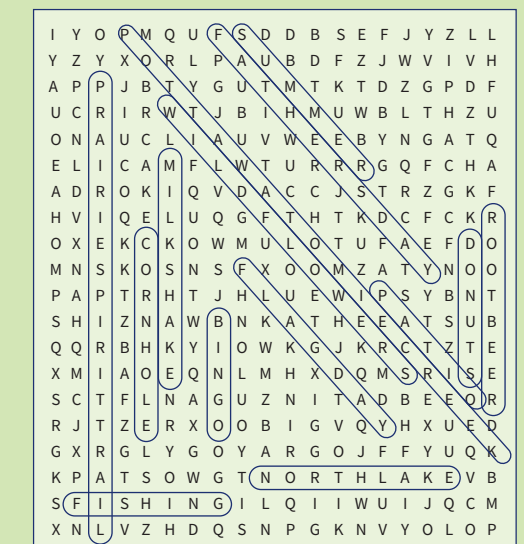 I Y O P M Q U F S D D B S E F J Y Z L L
Y Z Y X O R L P A U B D F Z J W V I V H
A P P J B T Y G U T M T K T D Z G P D F
U C R I R W T J B I H M U W B L T H Z U
O N A U C L I A U V W E E B Y N G A T Q
E L I C A M F L W T U R R R G Q F C H A
A D R O K I Q V D A C C J S T R Z G K F
H V I Q E L U Q G F T H T K D C F C K R
O X E K C K O W M U L O T U F A E F D O
M N S K O S N S F X O O M Z A T Y N O O
P A P T R H T J H L U E W I P S Y B N T
S H I Z N A W B N K A T H E E A T S U B
Q Q R B H K Y I O W K G J K R C T Z T E
X M I A O E Q N L M H X D Q M S R I S E
S C T F L N A G U Z N I T A D B E E O R
R J T Z E R X O O B I G V Q Y H X U E D
G X R G L Y G O Y A R G O J F F Y U Q K
K P A T S O W G T N O R T H L A K E V B
S F I S H I N G I L Q I I W U I J Q C M
X N L V Z H D Q S N P G K N V Y O L O P